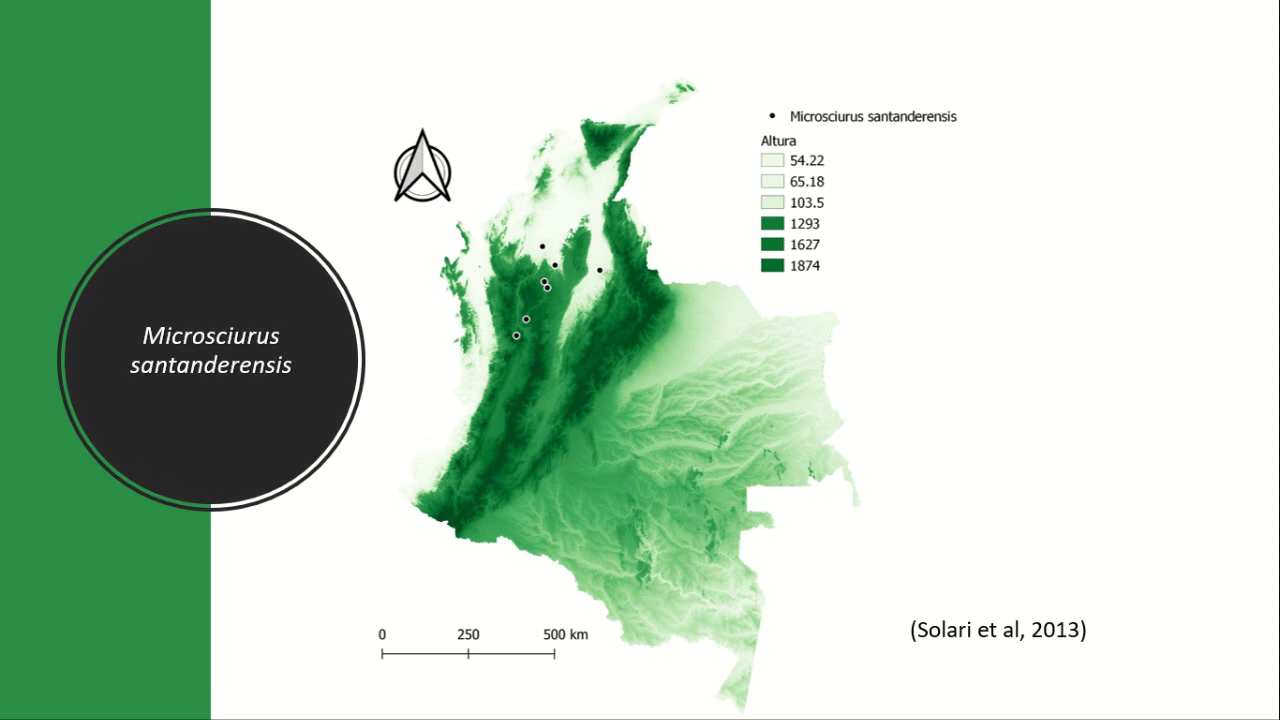 Microsciurus
santanderensis
Microsciurus santanderensis
Altura
54.22
65.18
103.5
1293
1627
1874
0 250 500 km
(Solari et al, 2013)